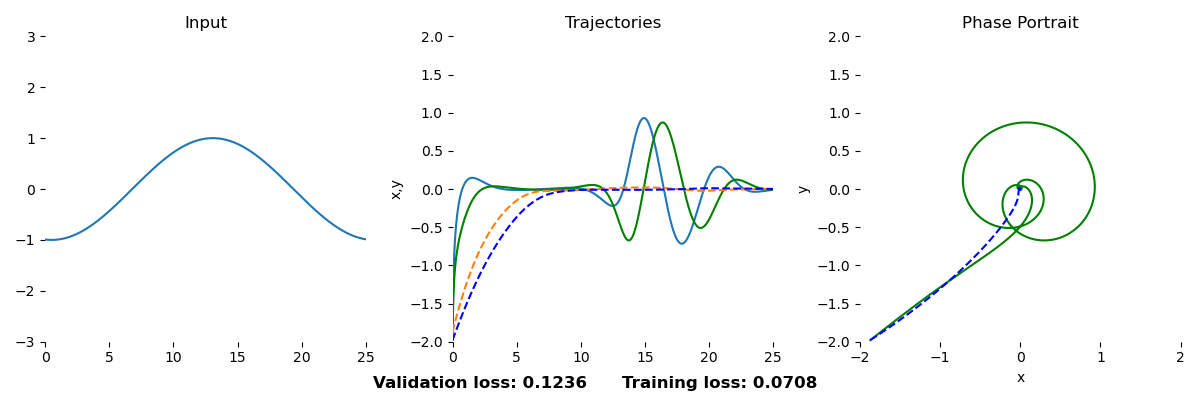 Input
Trajectories
Phase Portrait
3
2
1
0
−1
−2
−3
0 5 10 15 20 25
x,y
2.0
1.5
1.0
0.5
0.0
−0.5
−1.0
−1.5
−2.0
0 5 10 15 20 25
y
2.0
1.5
1.0
0.5
0.0
−0.5
−1.0
−1.5
−2.0
−2 −1 0 1 2
x
Validation loss: 0.1236 Training loss: 0.0708